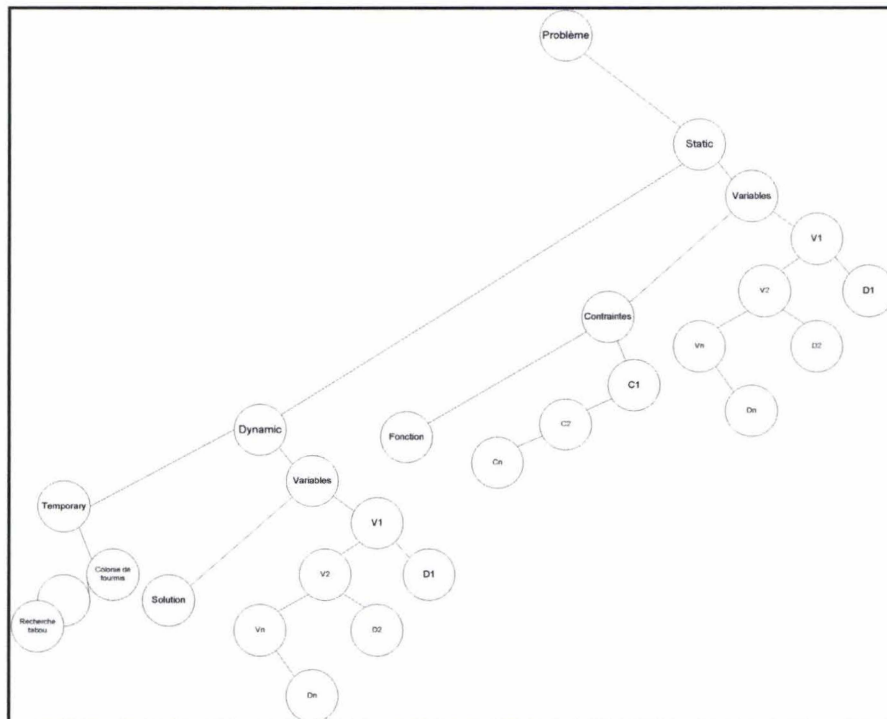 Problème
Static
Variables
V1
V2
D1
Contraintes
Vn
D2
C1
Dn
C2
Dynamic
Fonction
Cn
Variables
Temporary
V1
Colonie de
fourmis
V2
D1
Solution
Recherche
tabou
Vn
D2
Dn